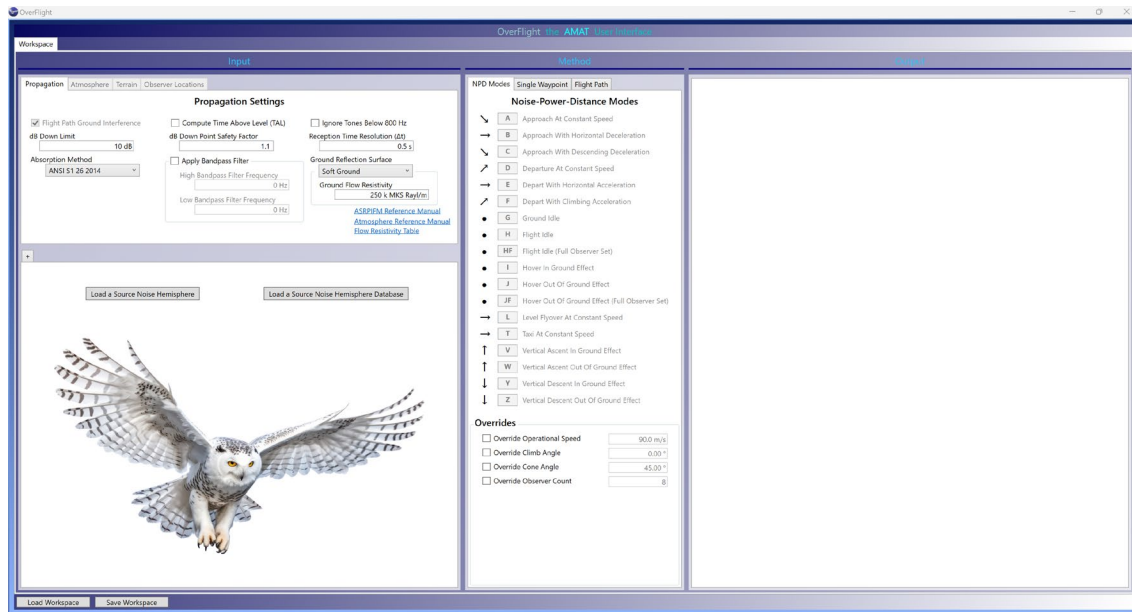 OverFlight
OverFlight the AMAT User Interface
Workspace
Input
Propagation Atmosphere Terrain Observer Locations
Propagation Settings
Flight Path Ground Interference
Compute Time Above Level (TAL)
Ignore Tones Below 800 Hz
dB Down Limit
10 dB
dB Down Point Safety Factor
1.1
Reception Time Resolution (Δt)
0.5 s
Absorption Method
ANSI S1 26 2014
Apply Bandpass Filter
High Bandpass Filter Frequency
0 Hz
Low Bandpass Filter Frequency
0 Hz
Ground Reflection Surface
Soft Ground
Ground Flow Resistivity
250 k MKS Rayl/m
ASRPIFM Reference Manual
Atmosphere Reference Manual
Flow Resistivity Table
+
Load a Source Noise Hemisphere
Load a Source Noise Hemisphere Database
Method
NPD Modes Single Waypoint Flight Path
Noise-Power-Distance Modes
A Approach At Constant Speed
B Approach With Horizontal Deceleration
C Approach With Descending Deceleration
D Departure At Constant Speed
E Depart With Horizontal Acceleration
F Depart With Climbing Acceleration
G Ground Idle
H Flight Idle
HF Flight Idle (Full Observer Set)
I Hover In Ground Effect
J Hover Out Of Ground Effect
JF Hover Out Of Ground Effect (Full Observer Set)
L Level Flyover At Constant Speed
T Taxi At Constant Speed
V Vertical Ascent In Ground Effect
W Vertical Ascent Out Of Ground Effect
Y Vertical Descent In Ground Effect
Z Vertical Descent Out Of Ground Effect
Overrides
Override Operational Speed 90.0 m/s
Override Climb Angle 0.00 °
Override Cone Angle 45.00 °
Override Observer Count 8
Load Workspace Save Workspace